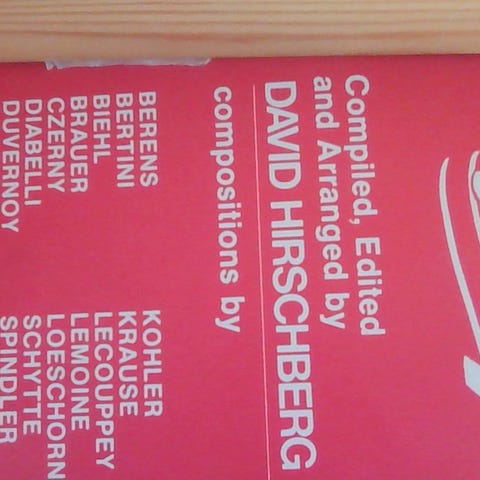 Compiled, Edited
and Arranged by
DAVID HIRSCHBERG
compositions by
BERENS
BERTINI
BIEHL
BRAUER
CZERNY
DIABELLI
DUVERNOY
KOHLER
KRAUSE
LECOUPPEY
LEMOINE
LOESCHORN
SCHYTTE
SPINDLER